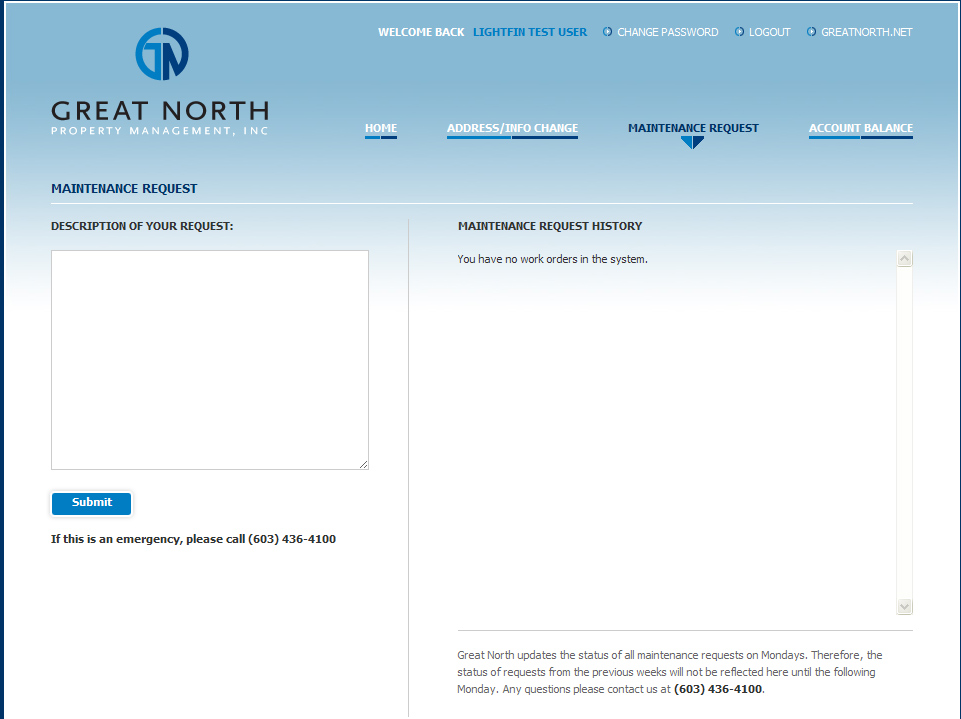 WELCOME BACK LIGHTFIN TEST USER CHANGE PASSWORD LOGOUT GREATNORTH.NET
GREAT NORTH
PROPERTY MANAGEMENT, INC
HOME ADDRESS/INFO CHANGE MAINTENANCE REQUEST ACCOUNT BALANCE
MAINTENANCE REQUEST
DESCRIPTION OF YOUR REQUEST:
Submit
If this is an emergency, please call (603) 436-4100
MAINTENANCE REQUEST HISTORY
You have no work orders in the system.
Great North updates the status of all maintenance requests on Mondays. Therefore, the
status of requests from the previous weeks will not be reflected here until the following
Monday. Any questions please contact us at (603) 436-4100.